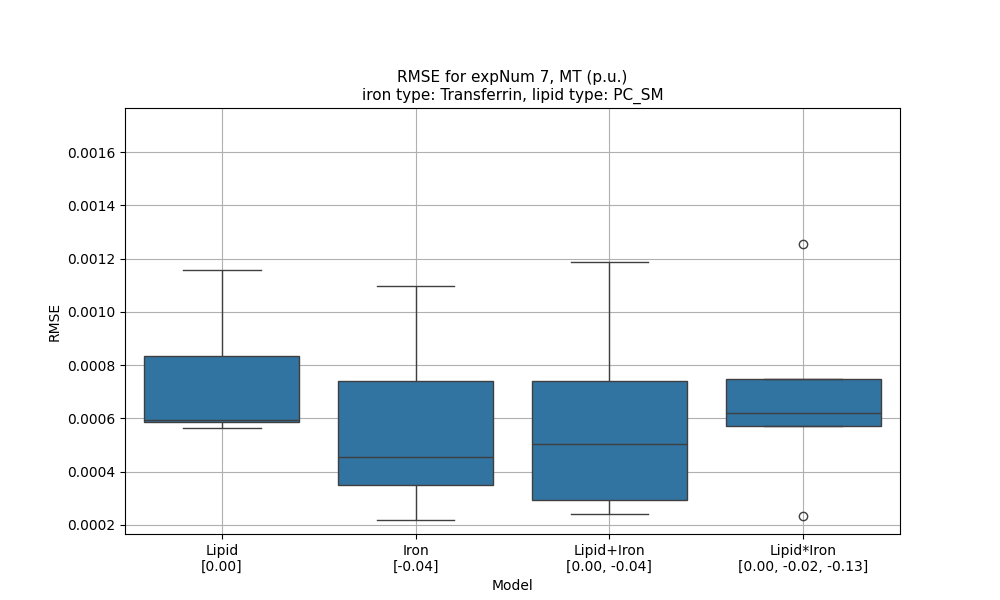 RMSE for expNum 7, MT (p.u.)
iron type: Transferrin, lipid type: PC_SM
0.0016
0.0014
0.0012
0.0010
0.0008
0.0006
0.0004
0.0002
RMSE
Lipid
[0.00]
Iron
[-0.04]
Lipid+Iron
[0.00, -0.04]
Lipid*Iron
[0.00, -0.02, -0.13]
Model